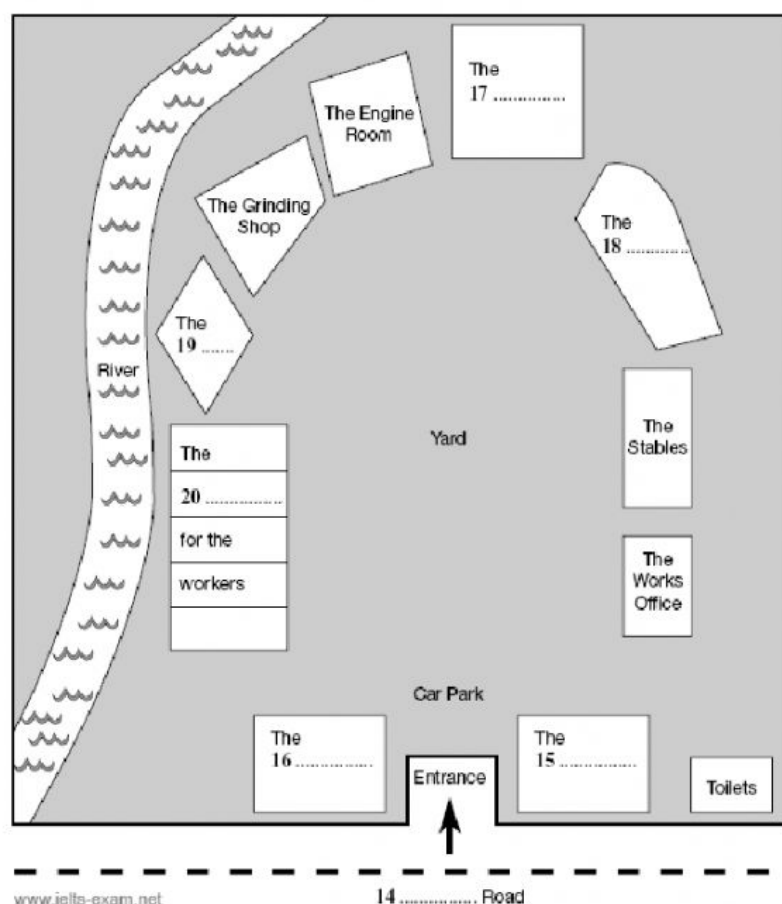 The
17 ................
The Engine
Room
The Grinding
Shop
The
18 ................
The
19 ........
River
Yard
The
Stables
The
20 ................
for the
workers
The
Works
Office
Car Park
The
16 ................
Entrance
The
15 ................
Toilets
www.ielts-exam.net
14 ................ Road